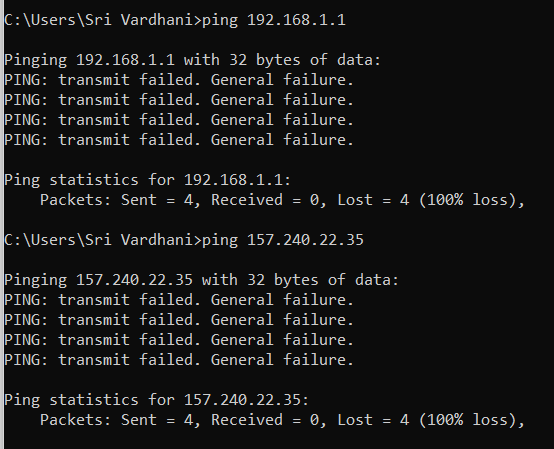 C:\Users\Sri Vardhani>ping 192.168.1.1
Pinging 192.168.1.1 with 32 bytes of data:
PING: transmit failed. General failure.
PING: transmit failed. General failure.
PING: transmit failed. General failure.
PING: transmit failed. General failure.
Ping statistics for 192.168.1.1:
    Packets: Sent = 4, Received = 0, Lost = 4 (100% loss),
C:\Users\Sri Vardhani>ping 157.240.22.35
Pinging 157.240.22.35 with 32 bytes of data:
PING: transmit failed. General failure.
PING: transmit failed. General failure.
PING: transmit failed. General failure.
PING: transmit failed. General failure.
Ping statistics for 157.240.22.35:
    Packets: Sent = 4, Received = 0, Lost = 4 (100% loss),